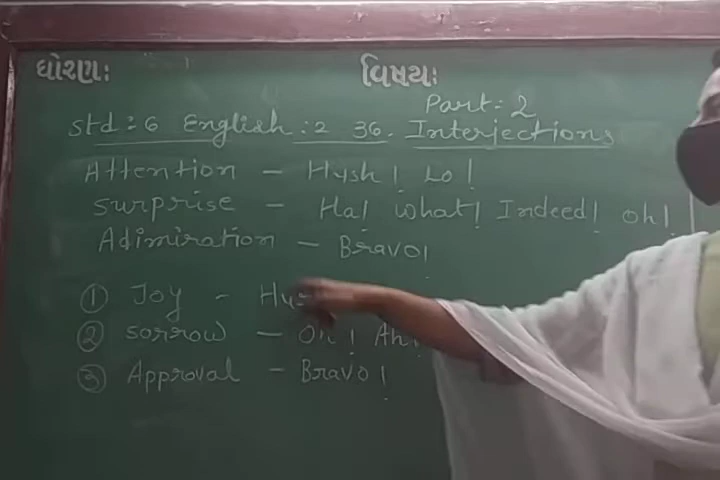 ધોરણ: વિષય:
Part: 2
Std: 6 English: 2 36. Interjections
Attention - Hush! Lo!
Surprise - Ha! what! Indeed! oh!
Adimiration - Bravo!
① Joy -
② Sorrow - Oh! Ah!
③ Approval - Bravo!